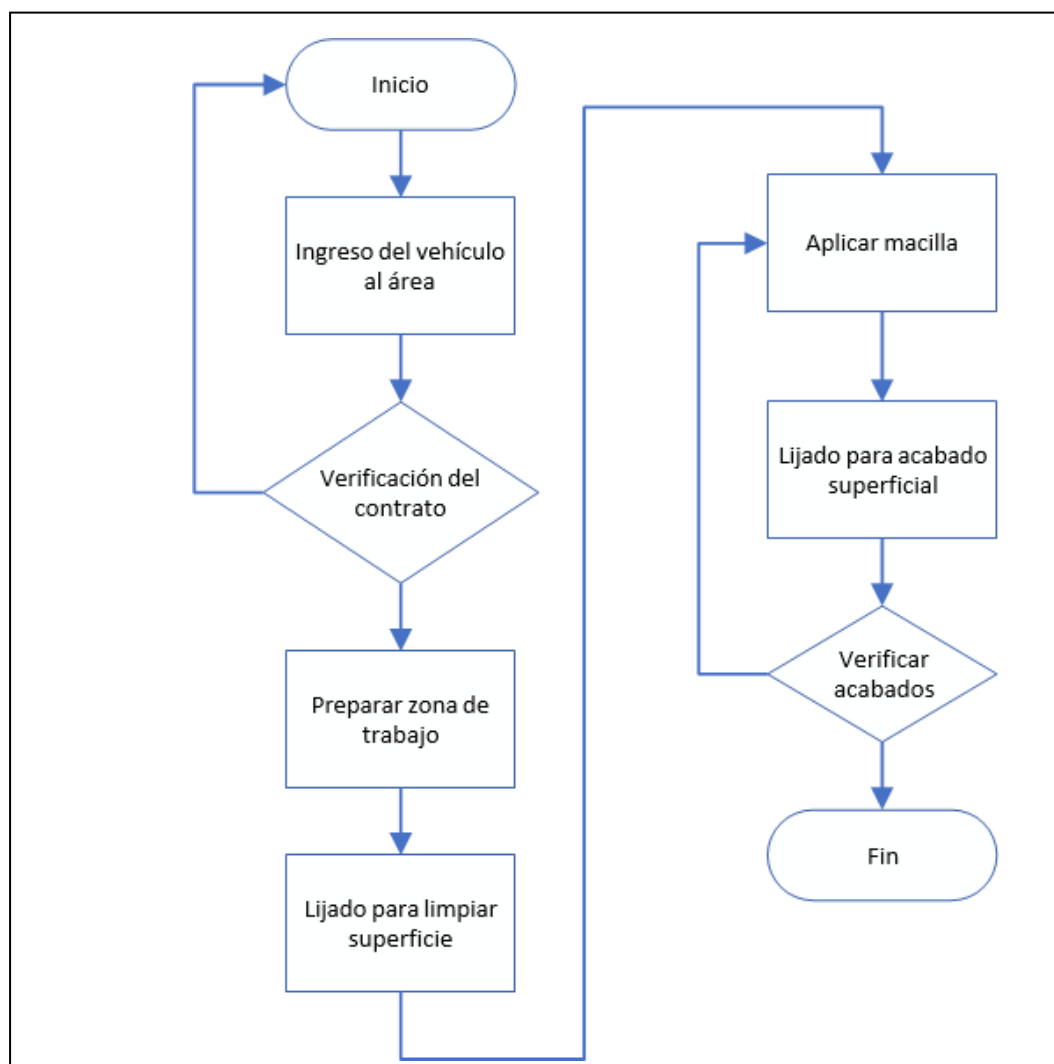 Inicio
Ingreso del vehículo
al área
Verificación del
contrato
Preparar zona de
trabajo
Lijado para limpiar
superficie
Aplicar macilla
Lijado para acabado
superficial
Verificar
acabados
Fin